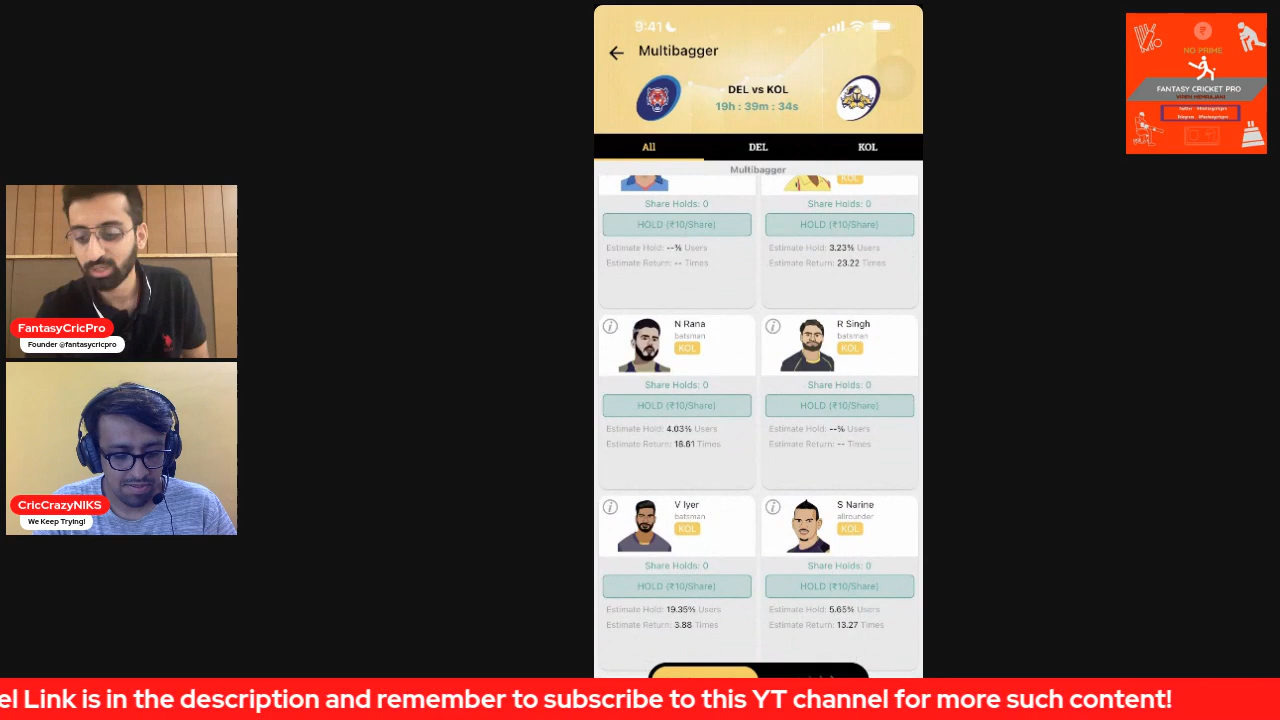 9:41
Multibagger
DEL vs KOL
19h : 39m : 34s
All DEL KOL
Multibagger
KOL
Share Holds: 0
HOLD (₹10/Share)
Estimate Hold: --% Users
Estimate Return: -- Times
Share Holds: 0
HOLD (₹10/Share)
Estimate Hold: 3.23% Users
Estimate Return: 23.22 Times
N Rana
batsman
KOL
Share Holds: 0
HOLD (₹10/Share)
Estimate Hold: 4.03% Users
Estimate Return: 18.61 Times
R Singh
batsman
KOL
Share Holds: 0
HOLD (₹10/Share)
Estimate Hold: --% Users
Estimate Return: -- Times
V Iyer
batsman
KOL
Share Holds: 0
HOLD (₹10/Share)
Estimate Hold: 19.35% Users
Estimate Return: 3.88 Times
S Narine
allrounder
KOL
Share Holds: 0
HOLD (₹10/Share)
Estimate Hold: 5.65% Users
Estimate Return: 13.27 Times
FantasyCricPro
Founder @fantasycricpro
CricCrazyNIKS
We Keep Trying!
NO PRIME
FANTASY CRICKET PRO
el Link is in the description and remember to subscribe to this YT channel for more such content!